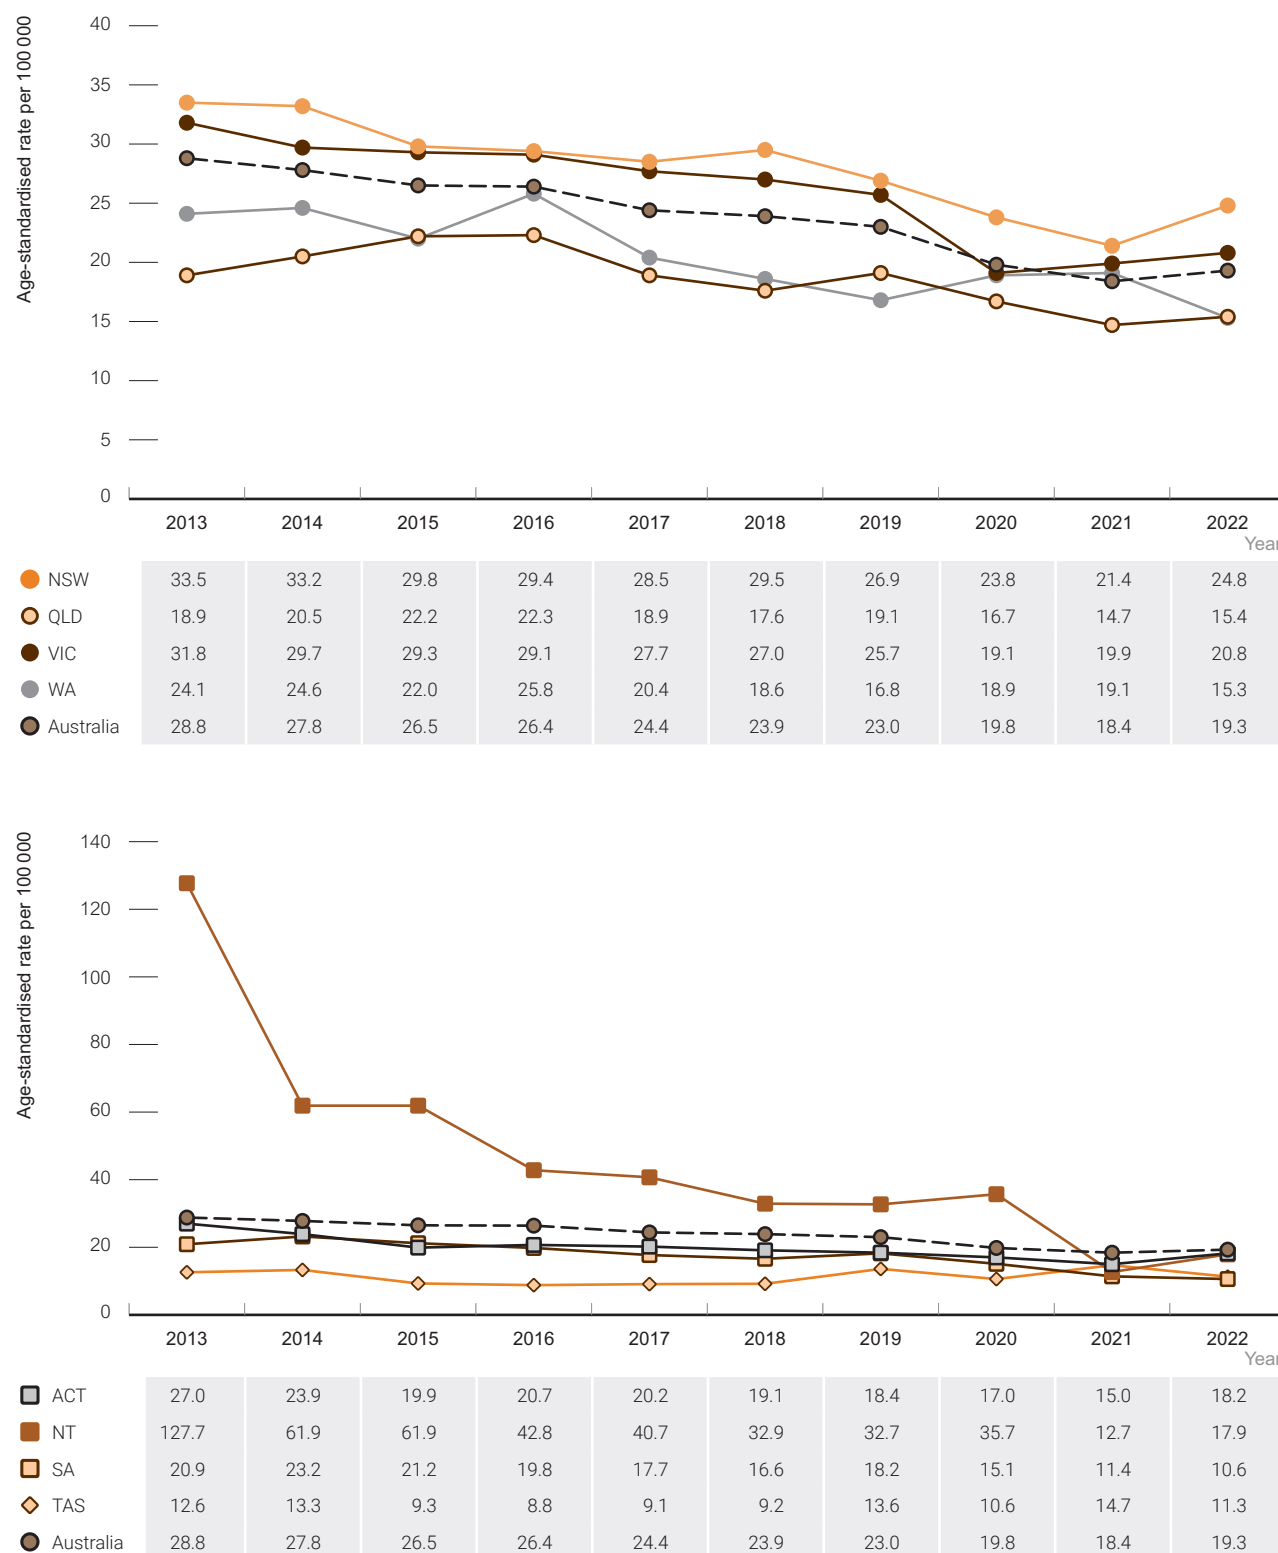 Age-standardised rate per 100 000
40
35
30
25
20
15
10
5
0
2013 2014 2015 2016 2017 2018 2019 2020 2021 2022
Year
NSW 33.5 33.2 29.8 29.4 28.5 29.5 26.9 23.8 21.4 24.8
QLD 18.9 20.5 22.2 22.3 18.9 17.6 19.1 16.7 14.7 15.4
VIC 31.8 29.7 29.3 29.1 27.7 27.0 25.7 19.1 19.9 20.8
WA 24.1 24.6 22.0 25.8 20.4 18.6 16.8 18.9 19.1 15.3
Australia 28.8 27.8 26.5 26.4 24.4 23.9 23.0 19.8 18.4 19.3
Age-standardised rate per 100 000
140
120
100
80
60
40
20
0
2013 2014 2015 2016 2017 2018 2019 2020 2021 2022
Year
ACT 27.0 23.9 19.9 20.7 20.2 19.1 18.4 17.0 15.0 18.2
NT 127.7 61.9 61.9 42.8 40.7 32.9 32.7 35.7 12.7 17.9
SA 20.9 23.2 21.2 19.8 17.7 16.6 18.2 15.1 11.4 10.6
TAS 12.6 13.3 9.3 8.8 9.1 9.2 13.6 10.6 14.7 11.3
Australia 28.8 27.8 26.5 26.4 24.4 23.9 23.0 19.8 18.4 19.3